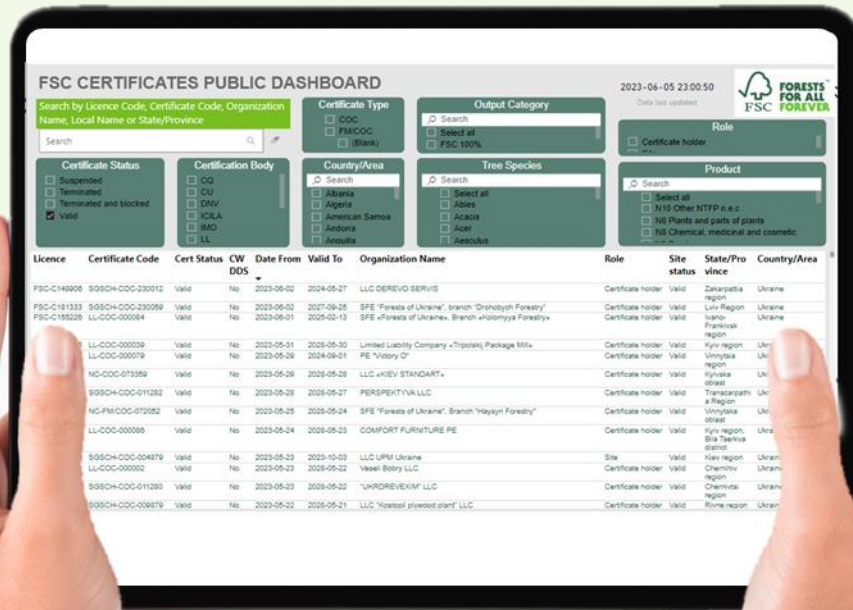 FSC CERTIFICATES PUBLIC DASHBOARD
2023-06-05 23:00:50
Data last updated
FSC
FORESTS
FOR ALL
FOREVER
Search by Licence Code, Certificate Code, Organization
Name, Local Name or State/Province
Search
Certificate Type
COC
FM/COC
(Blank)
Output Category
Search
Select all
FSC 100%
Role
Certificate holder
Certificate Status
Suspended
Terminated
Terminated and blocked
Valid
Certification Body
CQ
CU
DNV
ICILA
IMO
LL
Country/Area
Search
Albania
Algeria
American Samoa
Andorra
Anguilla
Tree Species
Search
Select all
Abies
Acacia
Acer
Aesculus
Product
Search
Select all
N10 Other NTFP n.e.c
N6 Plants and parts of plants
N8 Chemical, medicinal and cosmetic
Licence Certificate Code Cert Status CW DDS Date From Valid To Organization Name Role Site status State/Province Country/Area
FSC-C148906 SGSCH-COC-230012 Valid No 2023-06-02 2024-05-27 LLC DEREVO SERVIS Certificate holder Valid Zakarpattia region Ukraine
FSC-C181333 SGSCH-COC-230059 Valid No 2023-06-02 2027-09-25 SFE "Forests of Ukraine", branch "Drohobych Forestry" Certificate holder Valid Lviv Region Ukraine
FSC-C155226 LL-COC-000084 Valid No 2023-06-01 2025-02-13 SFE «Forests of Ukraine», Branch «Kolomyya Forestry» Certificate holder Valid Ivano-Frankivsk region Ukraine
LL-COC-000039 Valid No 2023-05-31 2028-05-30 Limited Liability Company «Tripolskij Package Mill» Certificate holder Valid Kyiv region
LL-COC-000079 Valid No 2023-05-29 2024-09-01 PE "Victory O" Certificate holder Valid Vinnytsia region
NC-COC-073359 Valid No 2023-05-29 2028-05-28 LLC «KIEV STANDART» Certificate holder Valid Kyivska oblast
SGSCH-COC-011282 Valid No 2023-05-28 2028-05-27 PERSPEKTYVA LLC Certificate holder Valid Transcarpathia Region
NC-FM/COC-072052 Valid No 2023-05-25 2028-05-24 SFE "Forests of Ukraine", Branch "Haysyn Forestry" Certificate holder Valid Vinnytska oblast
LL-COC-000086 Valid No 2023-05-24 2028-05-23 COMFORT FURNITURE PE Certificate holder Valid Kyiv region, Bila Tserkva district
SGSCH-COC-004879 Valid No 2023-05-23 2023-10-03 LLC UPM Ukraine Site Valid Kiev region
LL-COC-000002 Valid No 2023-05-23 2028-05-22 Veseli Bobry LLC Certificate holder Valid Chernihiv region
SGSCH-COC-011280 Valid No 2023-05-23 2028-05-22 "UKRDREVEXIM" LLC Certificate holder Valid Chernivtsi region
SGSCH-COC-009879 Valid No 2023-05-22 2028-05-21 LLC "Kostopil plywood plant" LLC Certificate holder Valid Rivne region Ukraine